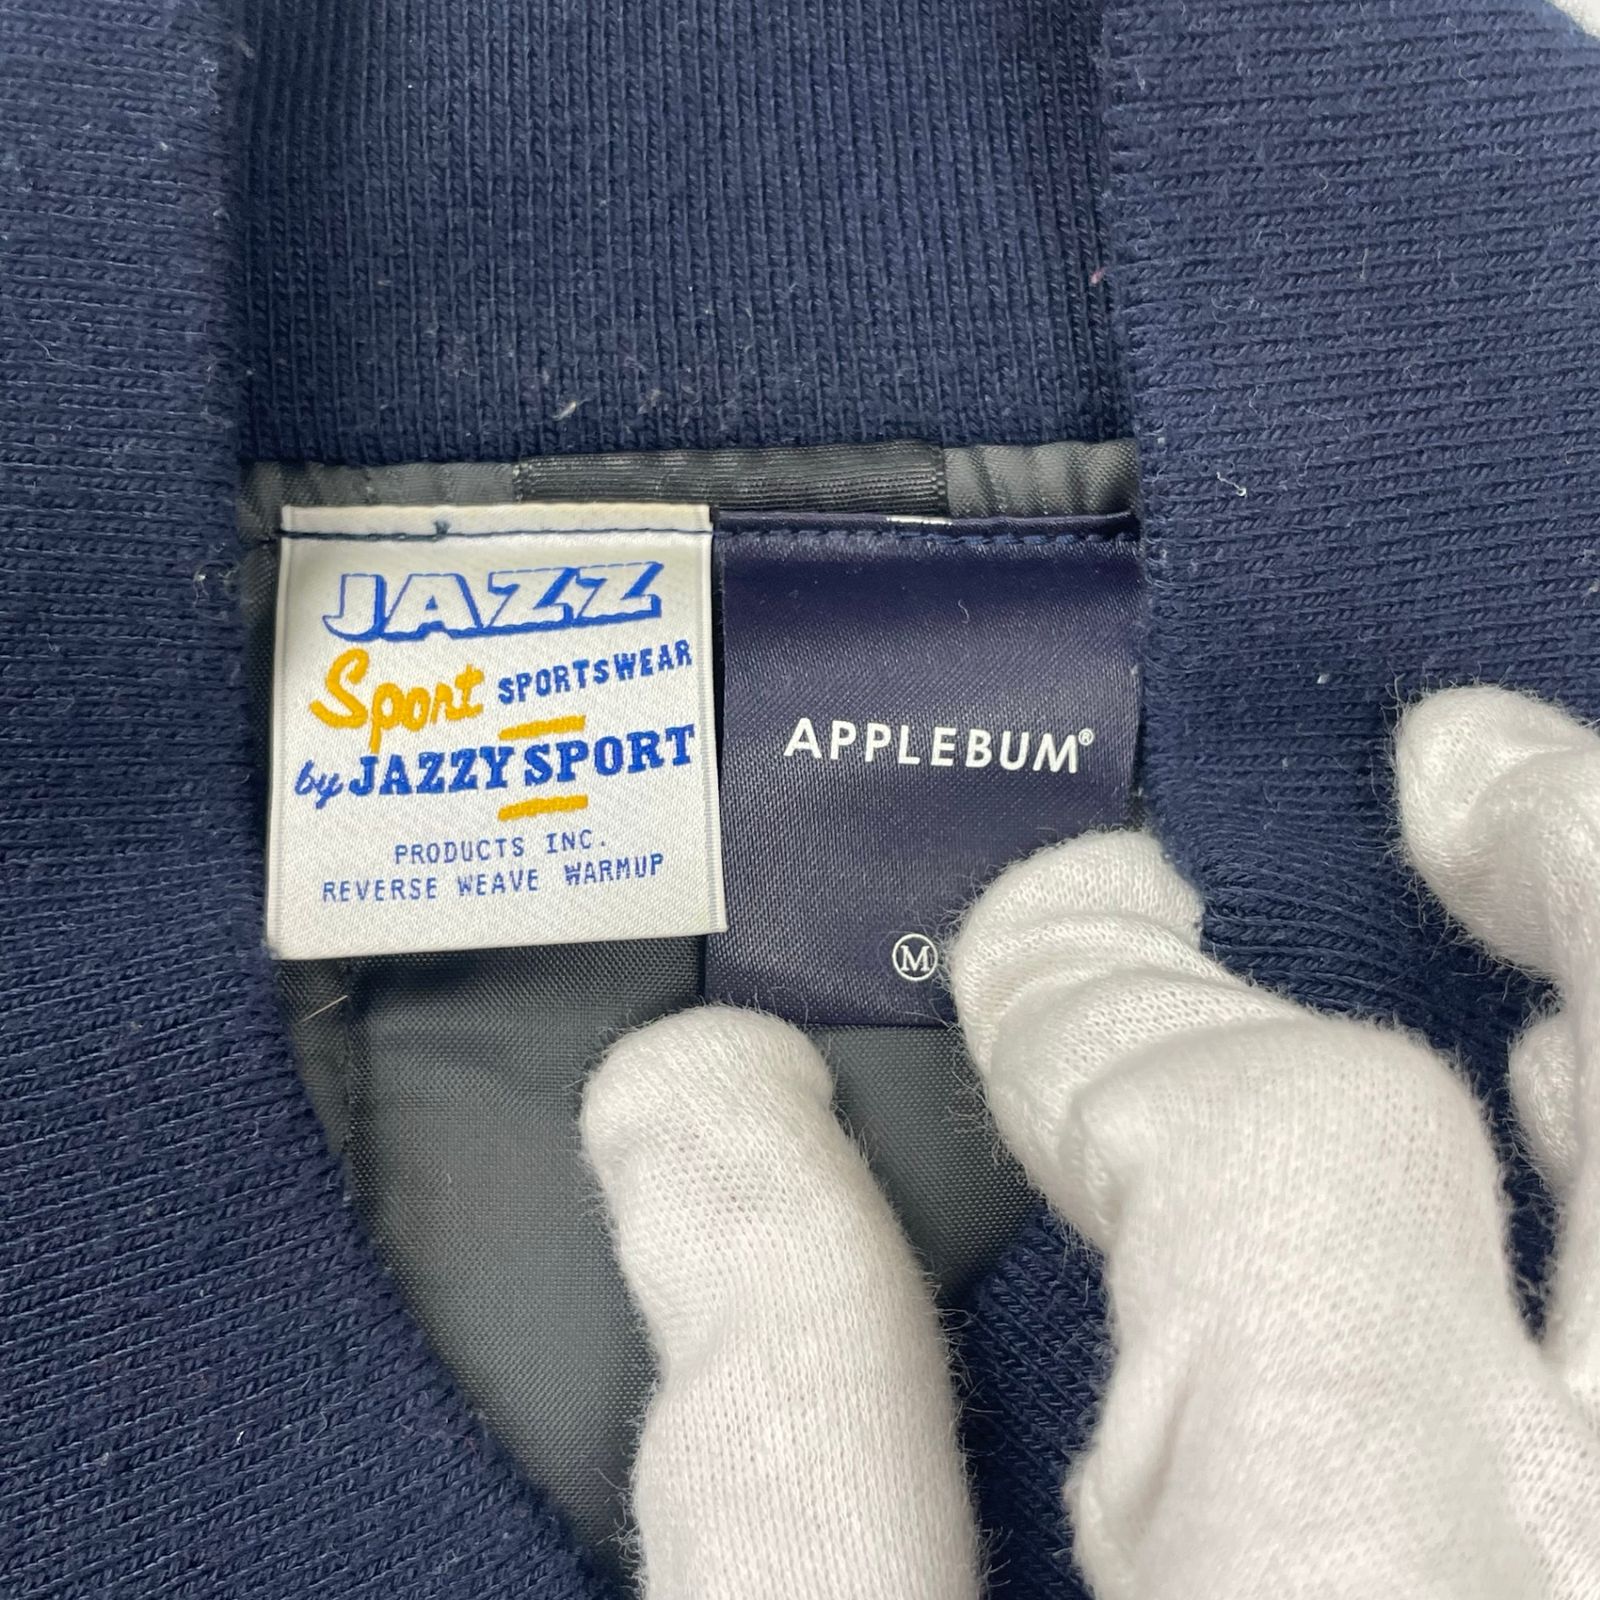 JAZZ
Sport SPORTSWEAR
by JAZZY SPORT
PRODUCTS INC.
REVERSE WEAVE WARMUP
APPLEBUM®
M